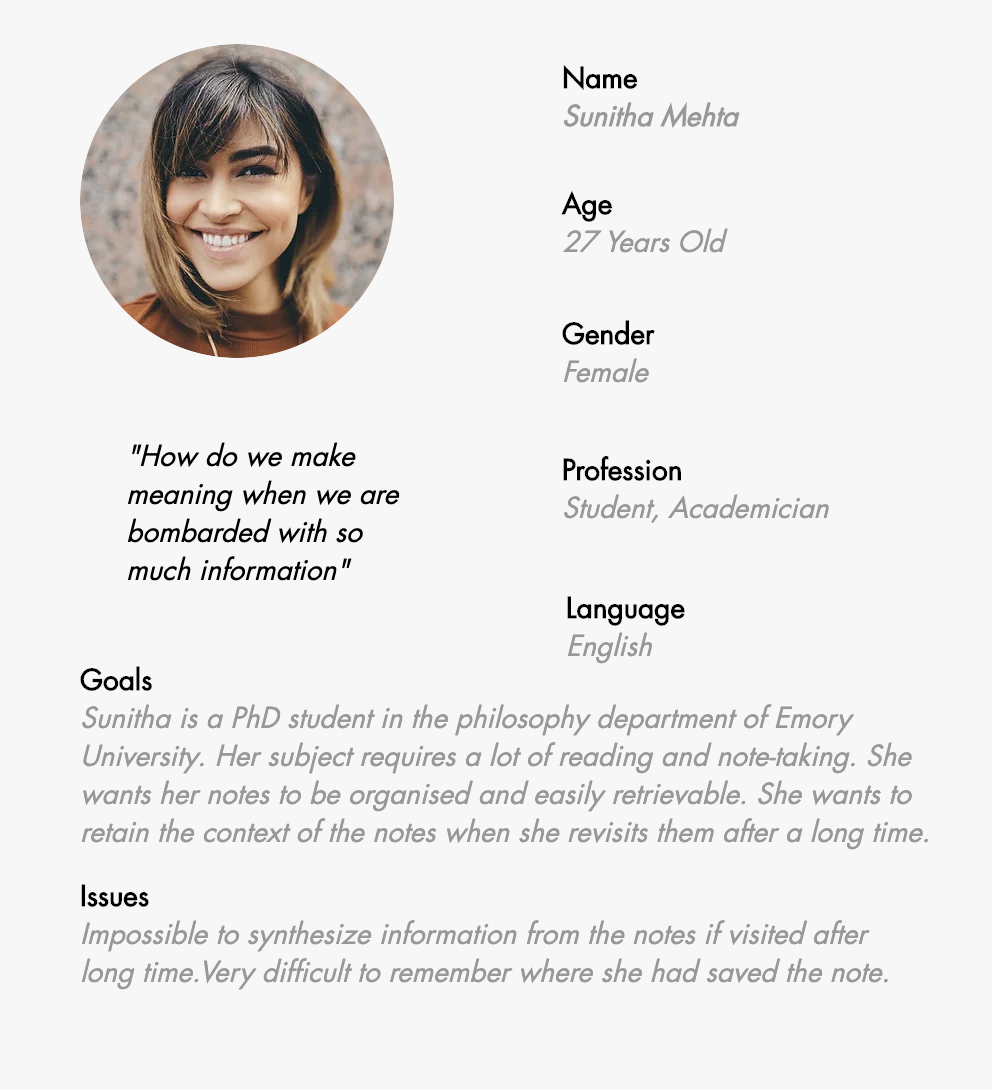 Name
Sunitha Mehta
Age
27 Years Old
Gender
Female
Profession
Student, Academician
Language
English
"How do we make
meaning when we are
bombarded with so
much information"
Goals
Sunitha is a PhD student in the philosophy department of Emory
University. Her subject requires a lot of reading and note-taking. She
wants her notes to be organised and easily retrievable. She wants to
retain the context of the notes when she revisits them after a long time.
Issues
Impossible to synthesize information from the notes if visited after
long time.Very difficult to remember where she had saved the note.